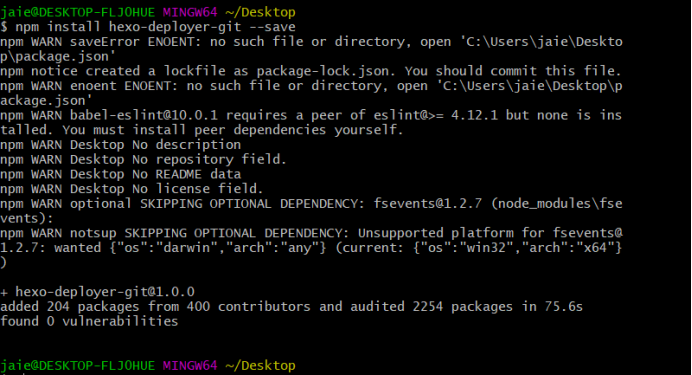 jaie@DESKTOP-FLJ0HUE MINGW64 ~/Desktop
$ npm install hexo-deployer-git --save
npm WARN saveError ENOENT: no such file or directory, open 'C:\Users\jaie\Deskto
p\package.json'
npm notice created a lockfile as package-lock.json. You should commit this file.
npm WARN enoent ENOENT: no such file or directory, open 'C:\Users\jaie\Desktop\p
ackage.json'
npm WARN babel-eslint@10.0.1 requires a peer of eslint@>= 4.12.1 but none is ins
talled. You must install peer dependencies yourself.
npm WARN Desktop No description
npm WARN Desktop No repository field.
npm WARN Desktop No README data
npm WARN Desktop No license field.
npm WARN optional SKIPPING OPTIONAL DEPENDENCY: fsevents@1.2.7 (node_modules\fse
vents):
npm WARN notsup SKIPPING OPTIONAL DEPENDENCY: Unsupported platform for fsevents@
1.2.7: wanted {"os":"darwin","arch":"any"} (current: {"os":"win32","arch":"x64"}
)
+ hexo-deployer-git@1.0.0
added 204 packages from 400 contributors and audited 2254 packages in 75.6s
found 0 vulnerabilities
jaie@DESKTOP-FLJ0HUE MINGW64 ~/Desktop